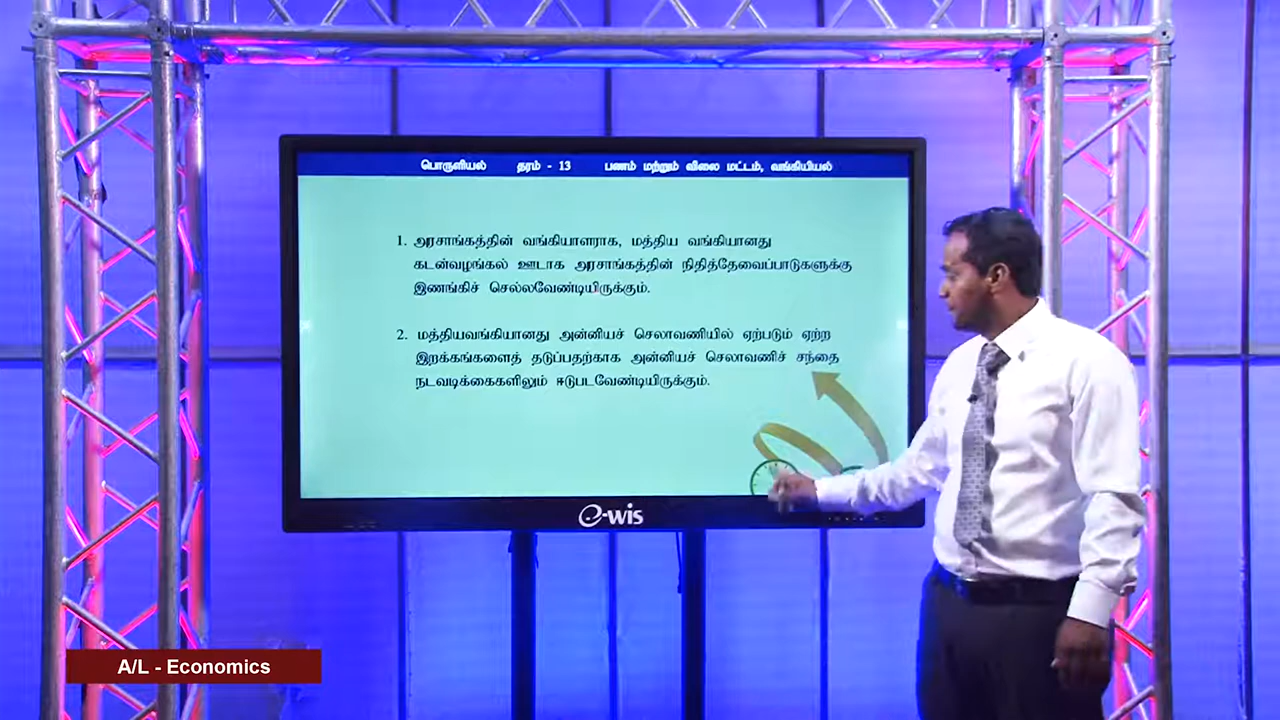 பொருளியல் தரம் - 13 பணம் மற்றும் விலை மட்டம், வங்கியியல்
1. அரசாங்கத்தின் வங்கியாளராக, மத்திய வங்கியானது
கடன்வழங்கல் ஊடாக அரசாங்கத்தின் நிதித்தேவைப்பாடுகளுக்கு
இணங்கிச் செல்லவேண்டியிருக்கும்.
2. மத்தியவங்கியானது அன்னியச் செலாவணியில் ஏற்படும் ஏற்ற
இறக்கங்களைத் தடுப்பதற்காக அன்னியச் செலாவணிச் சந்தை
நடவடிக்கைகளிலும் ஈடுபடவேண்டியிருக்கும்.
e-wis
A/L - Economics